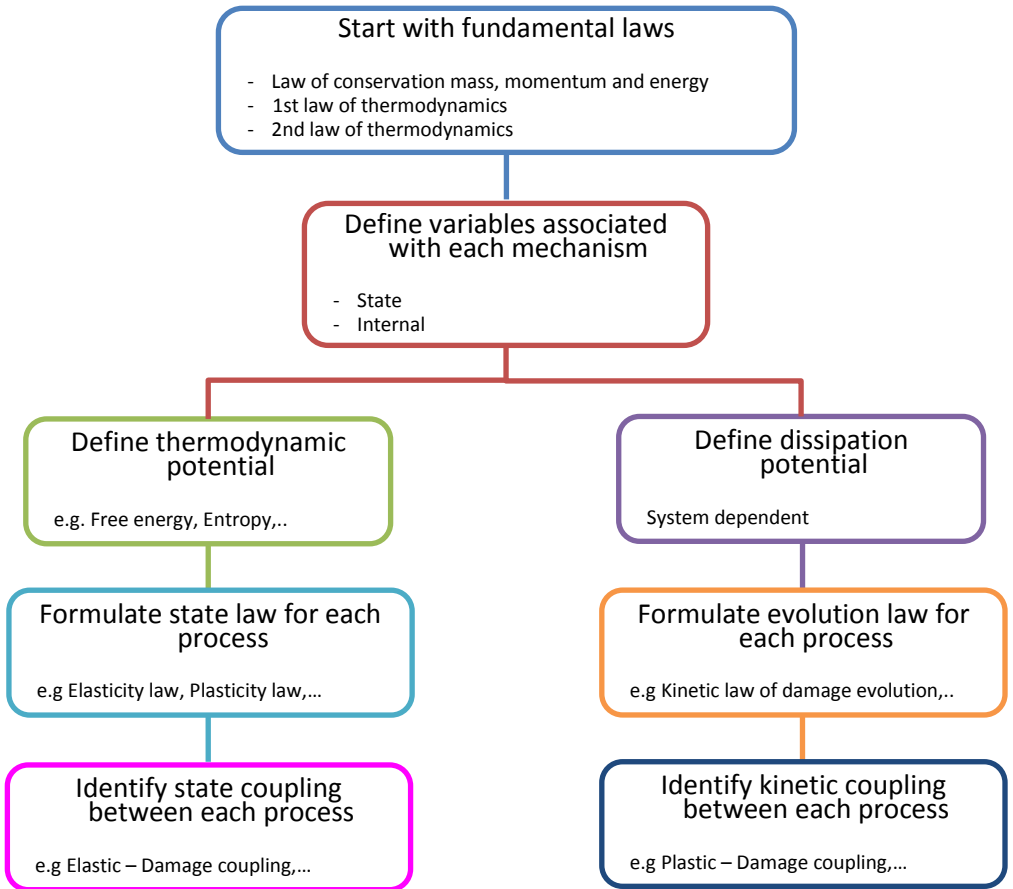 Start with fundamental laws
- Law of conservation mass, momentum and energy
- 1st law of thermodynamics
- 2nd law of thermodynamics
Define variables associated
with each mechanism
- State
- Internal
Define thermodynamic
potential
e.g. Free energy, Entropy,..
Define dissipation
potential
System dependent
Formulate state law for each
process
e.g Elasticity law, Plasticity law,...
Formulate evolution law for
each process
e.g Kinetic law of damage evolution,..
Identify state coupling
between each process
e.g Elastic – Damage coupling,...
Identify kinetic coupling
between each process
e.g Plastic – Damage coupling,...